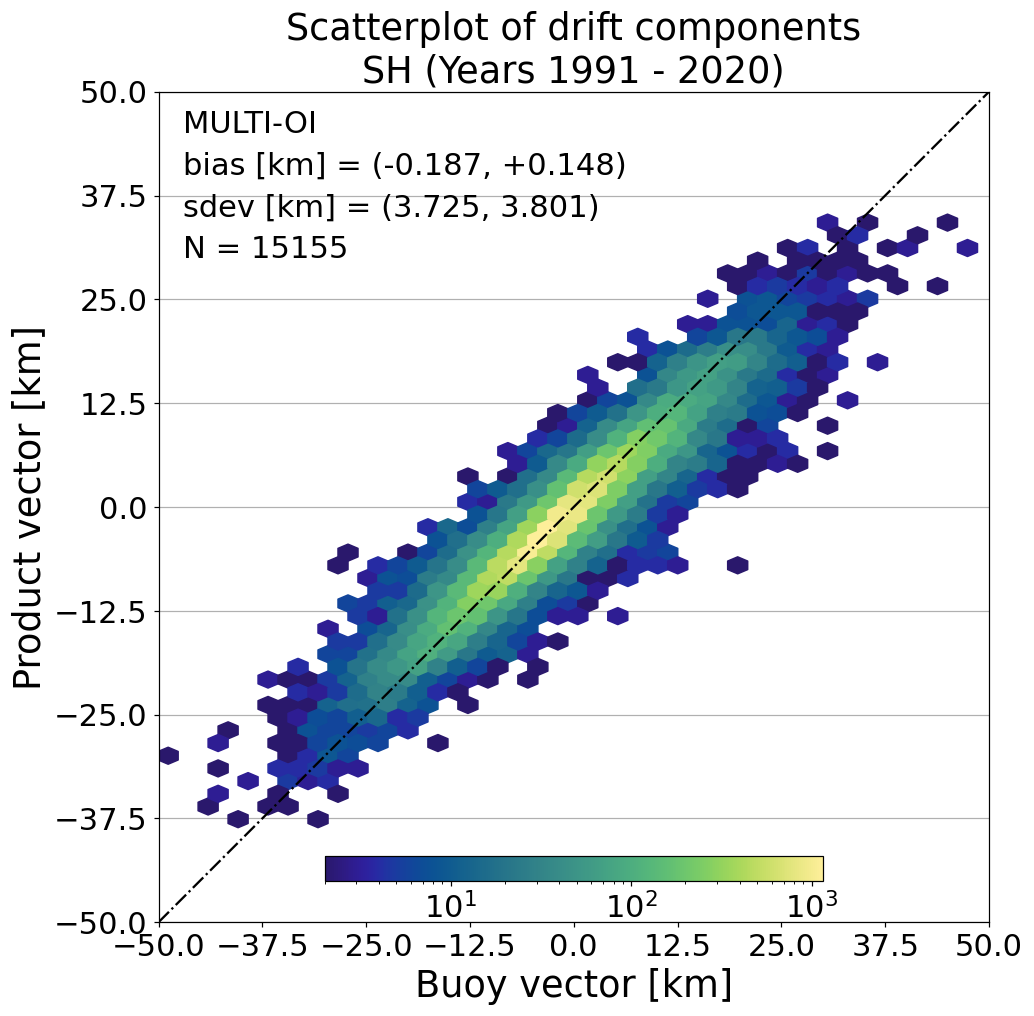 Scatterplot of drift components
SH (Years 1991 - 2020)
50.0
MULTI-OI
bias [km] = (-0.187, +0.148)
37.5
sdev [km] = (3.725, 3.801)
N = 15155
25.0
12.5
0.0
−12.5
−25.0
−37.5
−50.0
Product vector [km]
10¹ 10² 10³
−50.0 −37.5 −25.0 −12.5 0.0 12.5 25.0 37.5 50.0
Buoy vector [km]